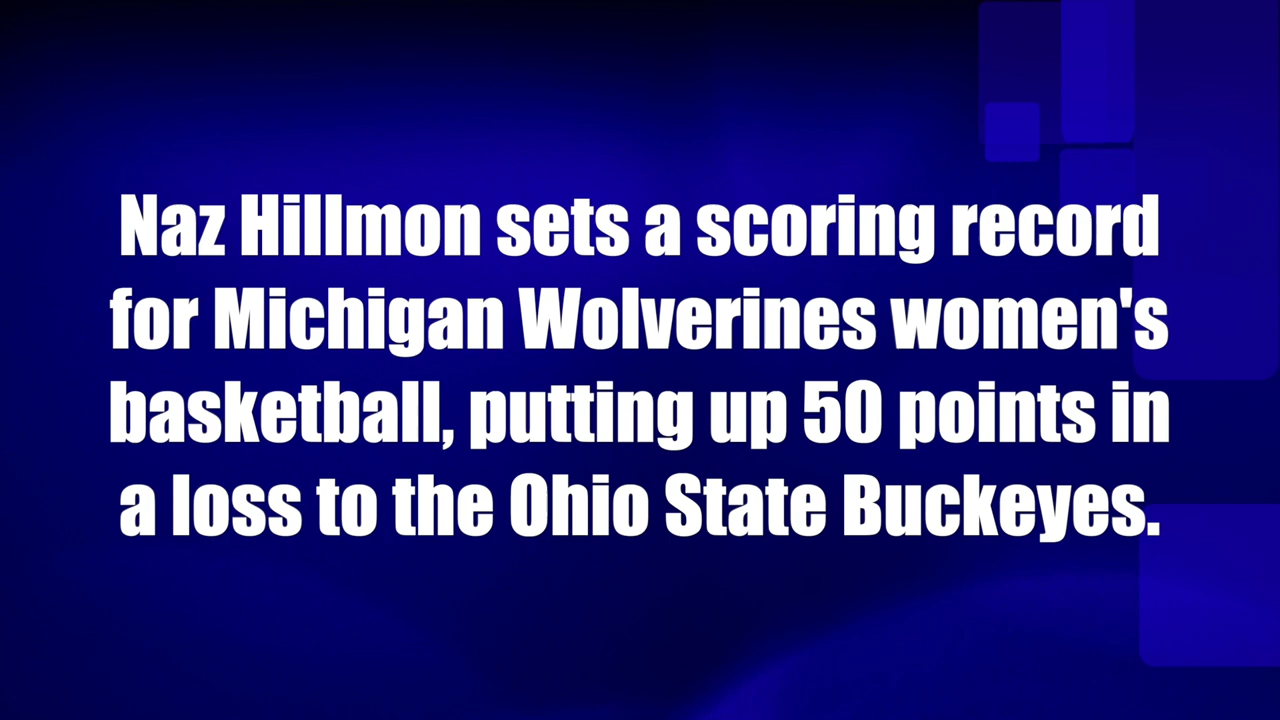 Naz Hillmon sets a scoring record
for Michigan Wolverines women's
basketball, putting up 50 points in
a loss to the Ohio State Buckeyes.